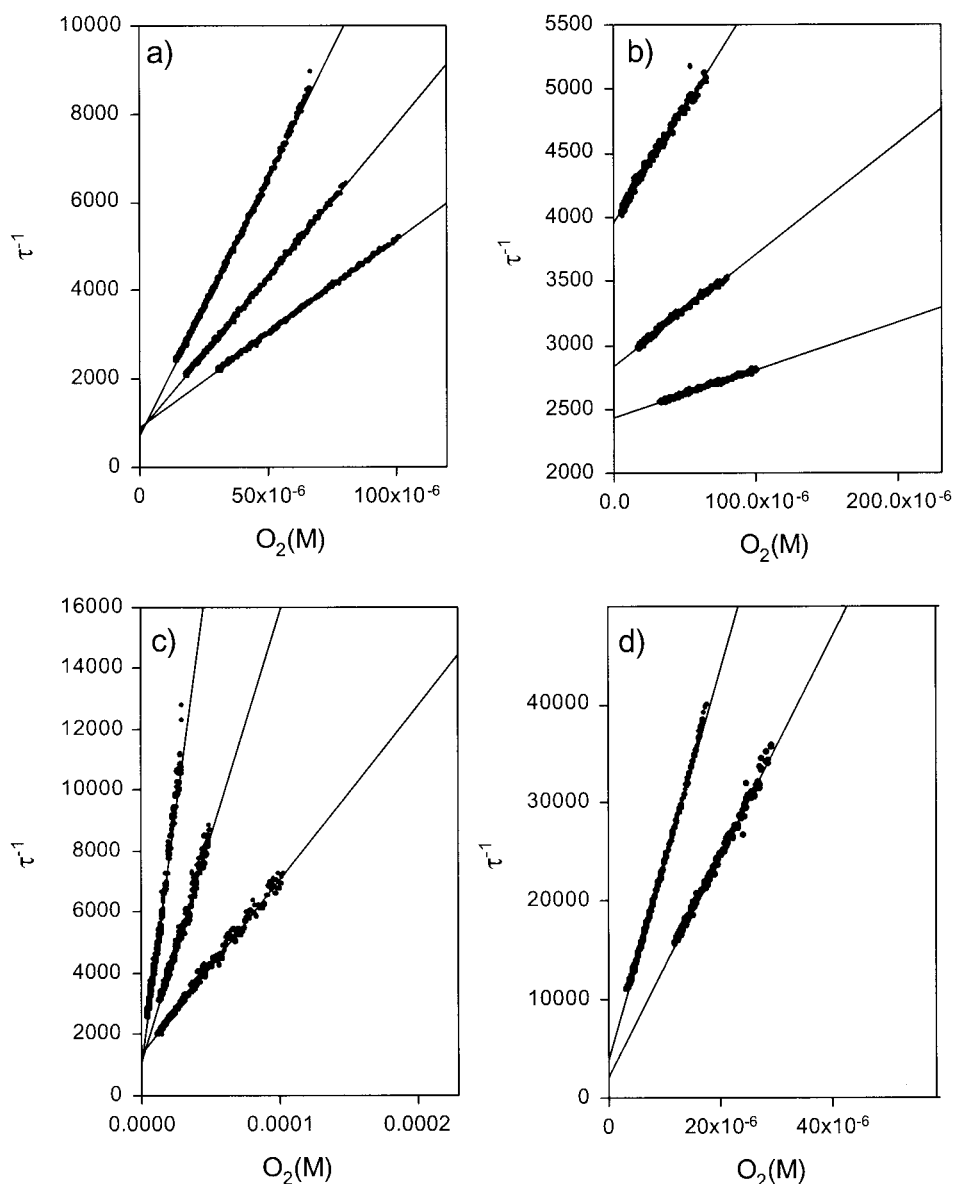 a)
10000
8000
6000
4000
2000
0
τ⁻¹
0
50x10⁻⁶
100x10⁻⁶
O₂(M)
b)
5500
5000
4500
4000
3500
3000
2500
2000
τ⁻¹
0.0
100.0x10⁻⁶
200.0x10⁻⁶
O₂(M)
c)
16000
14000
12000
10000
8000
6000
4000
2000
0
τ⁻¹
0.0000
0.0001
0.0002
O₂(M)
d)
40000
30000
20000
10000
0
τ⁻¹
0
20x10⁻⁶
40x10⁻⁶
O₂(M)